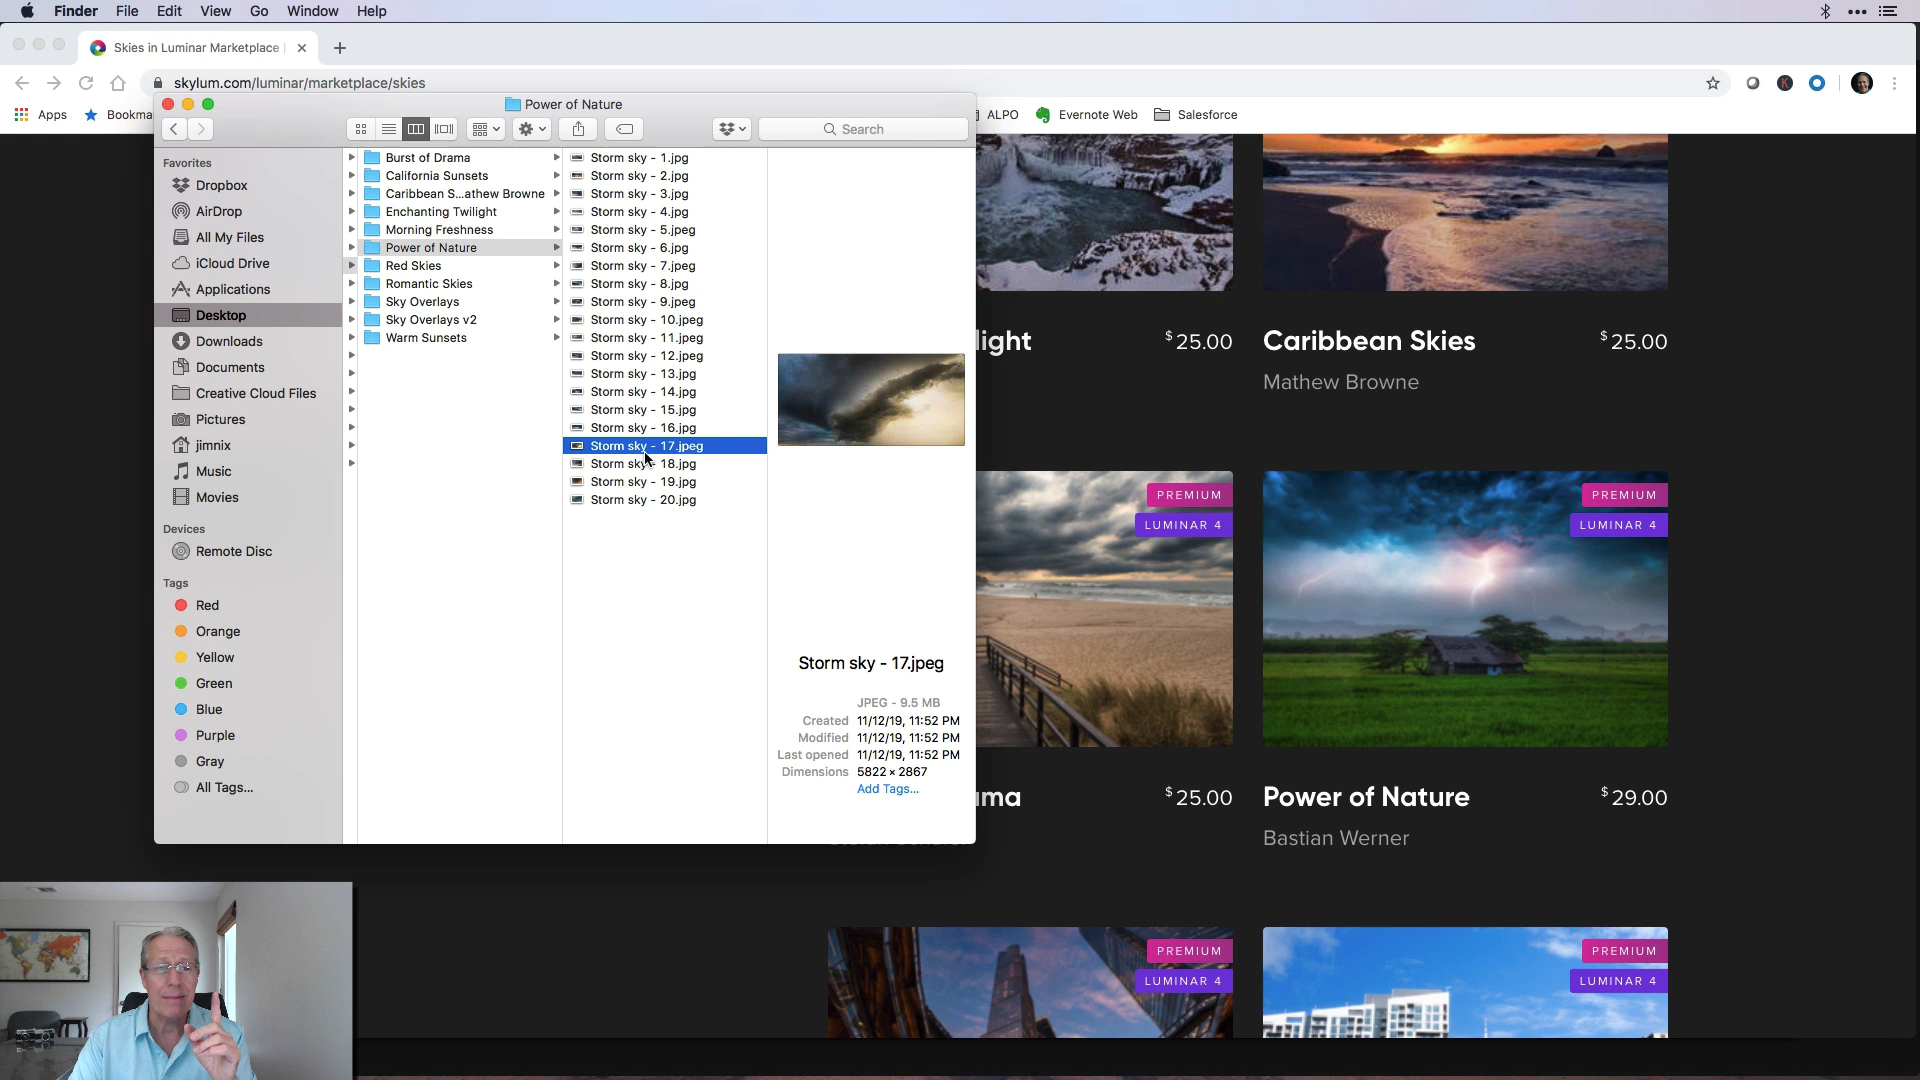 Finder File Edit View Go Window Help
Skies in Luminar Marketplace |
skylum.com/luminar/marketplace/skies
Apps
Bookma
ALPO
Evernote Web
Salesforce
Power of Nature
Search
Favorites
Dropbox
AirDrop
All My Files
iCloud Drive
Applications
Desktop
Downloads
Documents
Creative Cloud Files
Pictures
jimnix
Music
Movies
Devices
Remote Disc
Tags
Red
Orange
Yellow
Green
Blue
Purple
Gray
All Tags...
Burst of Drama
California Sunsets
Caribbean S...athew Browne
Enchanting Twilight
Morning Freshness
Power of Nature
Red Skies
Romantic Skies
Sky Overlays
Sky Overlays v2
Warm Sunsets
Storm sky - 1.jpg
Storm sky - 2.jpg
Storm sky - 3.jpg
Storm sky - 4.jpg
Storm sky - 5.jpeg
Storm sky - 6.jpg
Storm sky - 7.jpeg
Storm sky - 8.jpg
Storm sky - 9.jpeg
Storm sky - 10.jpeg
Storm sky - 11.jpeg
Storm sky - 12.jpeg
Storm sky - 13.jpg
Storm sky - 14.jpg
Storm sky - 15.jpg
Storm sky - 16.jpg
Storm sky - 17.jpeg
Storm sky - 18.jpg
Storm sky - 19.jpg
Storm sky - 20.jpg
Storm sky - 17.jpeg
JPEG - 9.5 MB
Created 11/12/19, 11:52 PM
Modified 11/12/19, 11:52 PM
Last opened 11/12/19, 11:52 PM
Dimensions 5822 × 2867
Add Tags...
light $25.00
Caribbean Skies $25.00
Mathew Browne
PREMIUM
LUMINAR 4
PREMIUM
LUMINAR 4
ama $25.00
Power of Nature $29.00
Bastian Werner
PREMIUM
LUMINAR 4
PREMIUM
LUMINAR 4